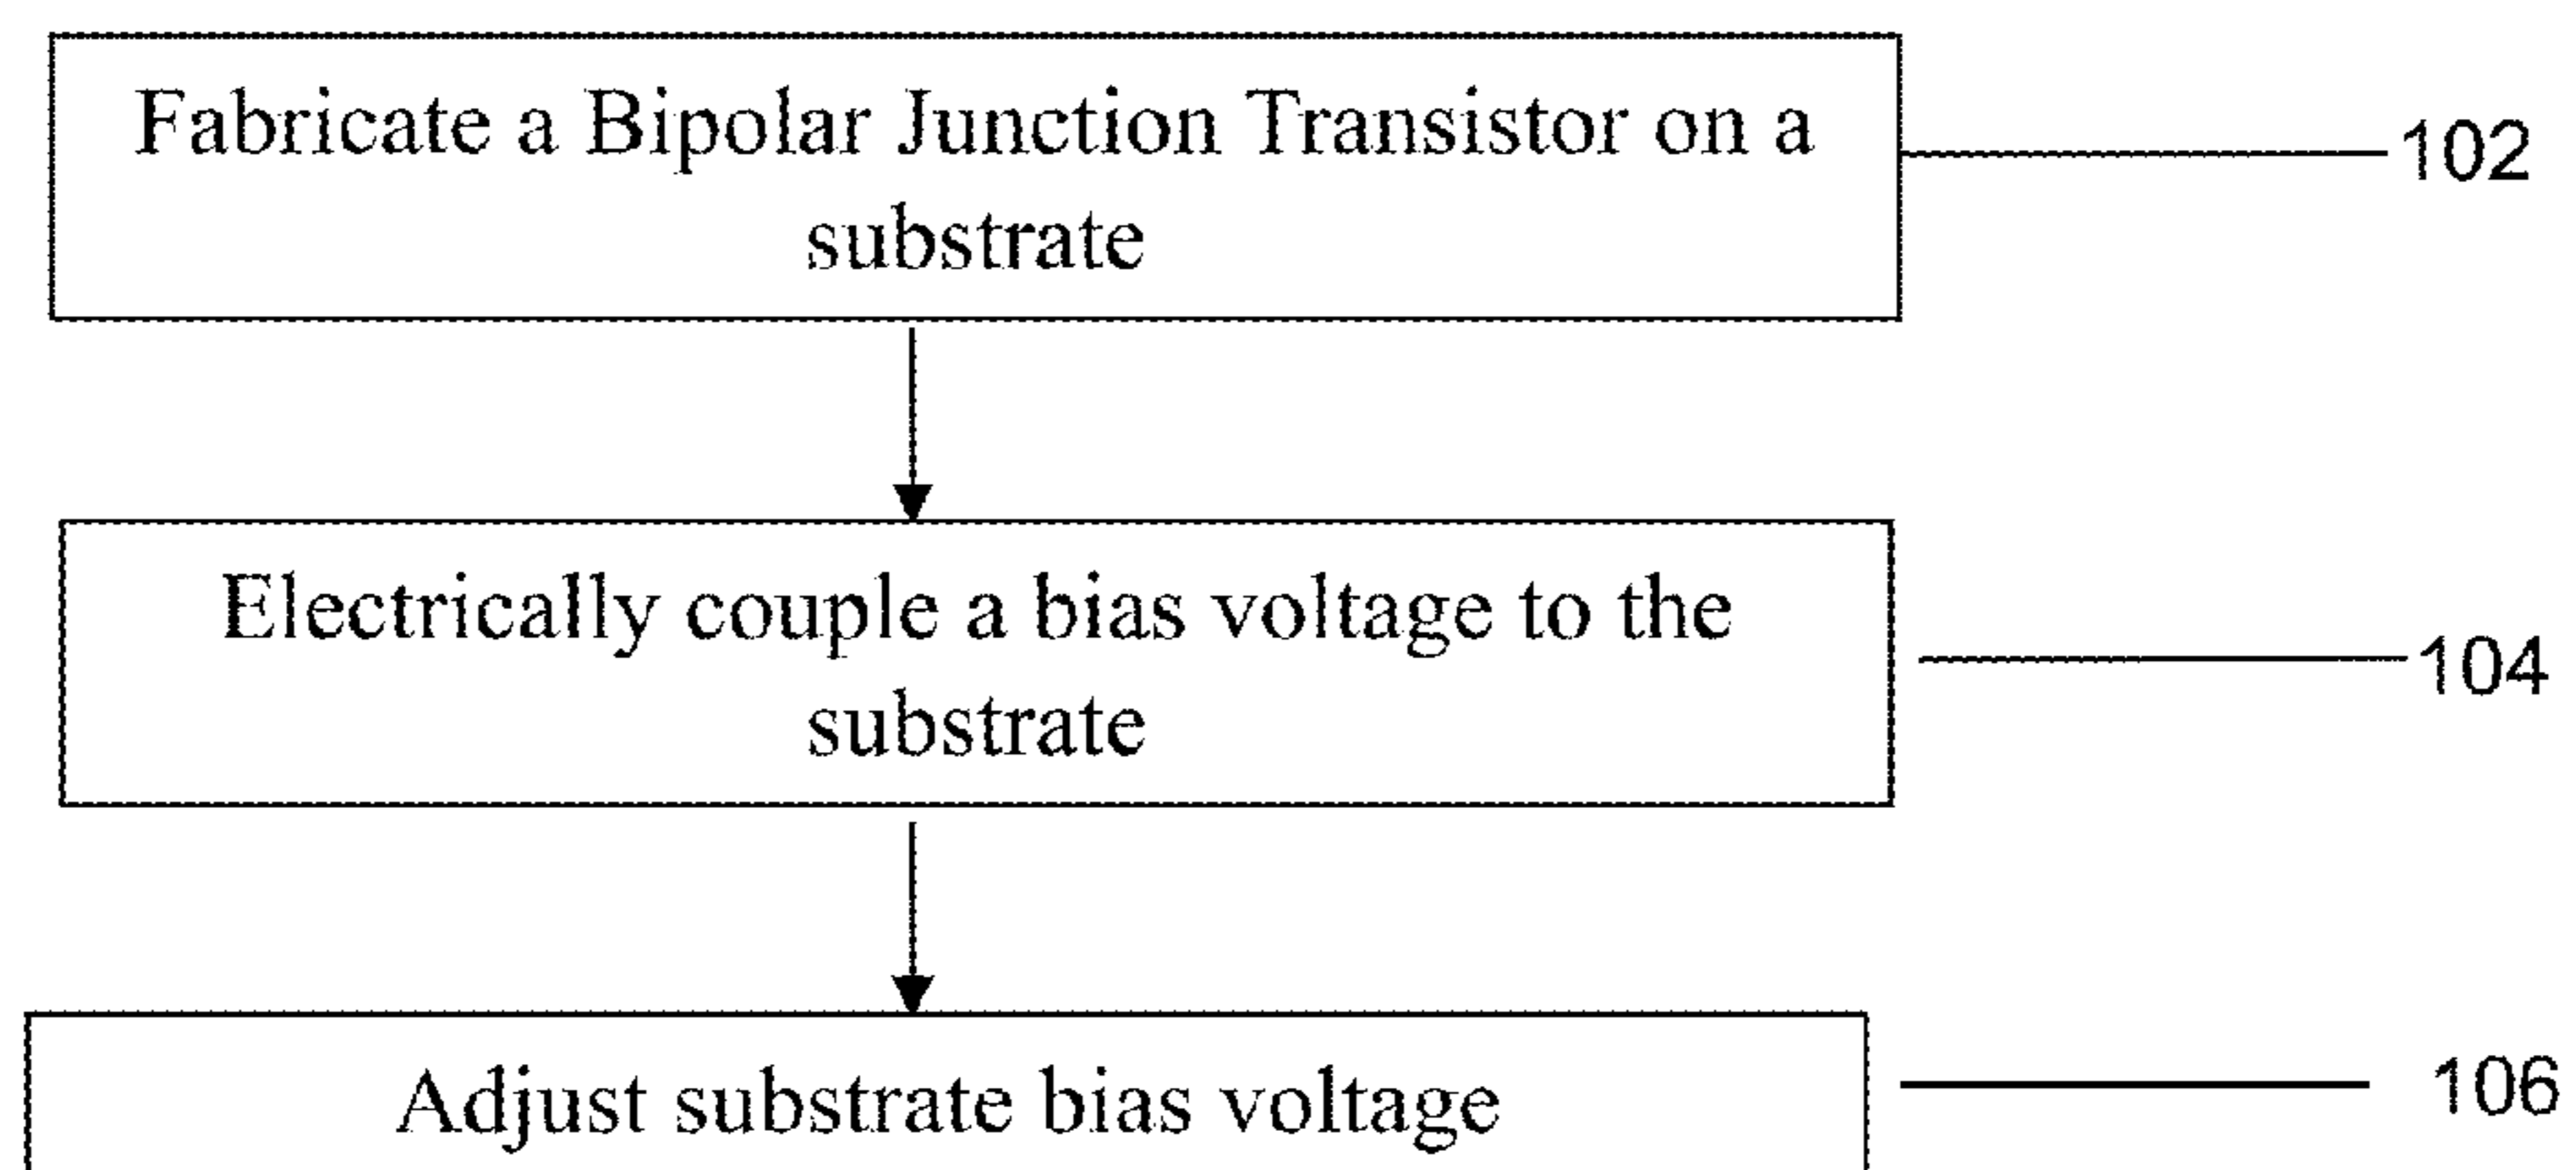 Fabricate a Bipolar Junction Transistor on a
substrate
102
Electrically couple a bias voltage to the
substrate
104
Adjust substrate bias voltage
106